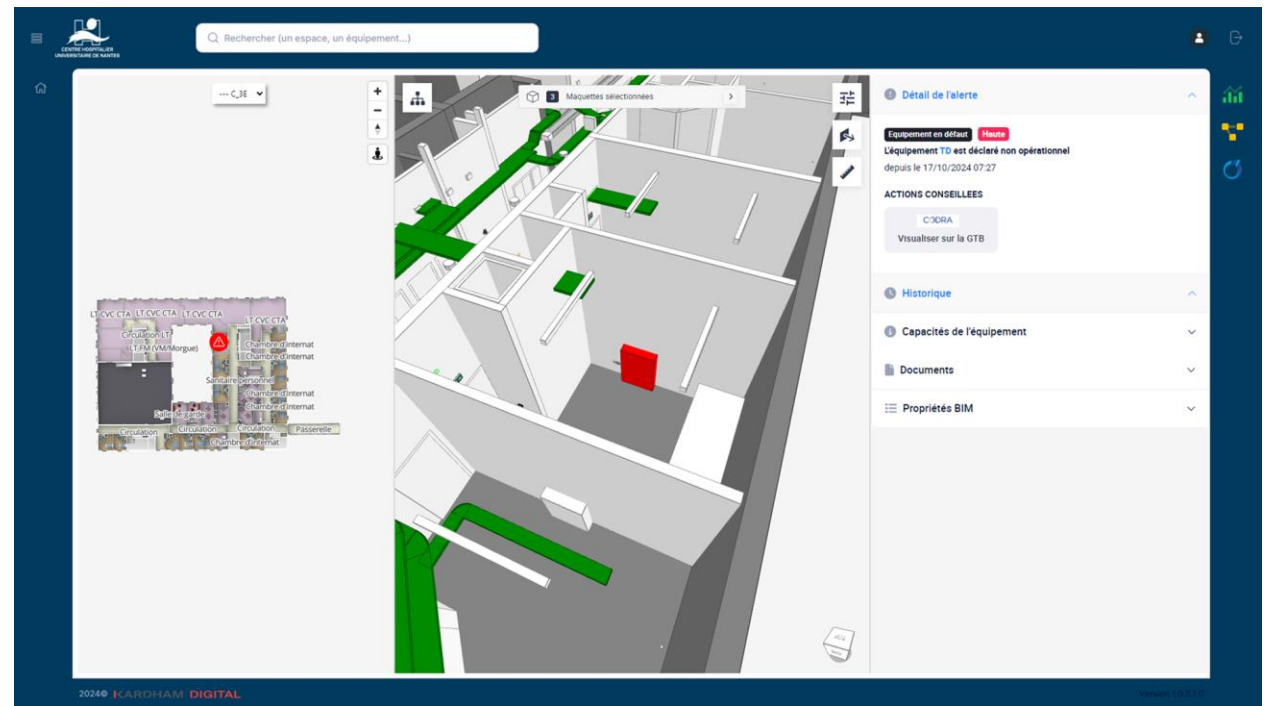 CENTRE HOSPITALIER
UNIVERSITAIRE DE NANTES
Rechercher (un espace, un équipement...)
--- C_3E
3 Maquettes sélectionnées
Détail de l'alerte
Equipement en défaut Haute
L'équipement TD est déclaré non opérationnel
depuis le 17/10/2024 07:27
ACTIONS CONSEILLEES
CODRA
Visualiser sur la GTB
Historique
Capacités de l'équipement
Documents
Propriétés BIM
LT CVC CTA LT CVC CTA LT CVC CTA
LT CVC CTA
Circulation LT
LT FM (VM/Morgue)
Chambre d'internat
Chambre d'internat
Sanitaire personnel
Chambre d'internat
Chambre d'internat
Salle de garde
Circulation Circulation Circulation Passerelle
Chambre d'internat
2024© KARDHAM DIGITAL